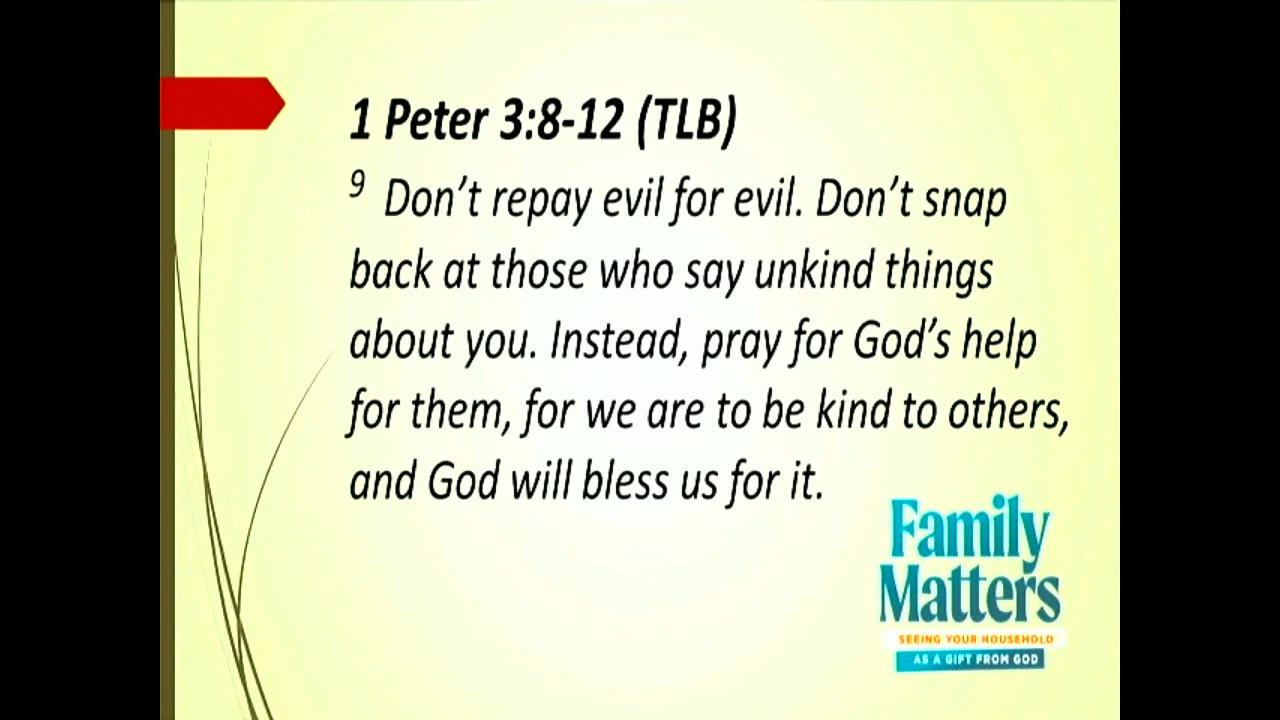 1 Peter 3:8-12 (TLB)
9 Don’t repay evil for evil. Don’t snap
back at those who say unkind things
about you. Instead, pray for God’s help
for them, for we are to be kind to others,
and God will bless us for it.
Family
Matters
SEEING YOUR HOUSEHOLD
AS A GIFT FROM GOD